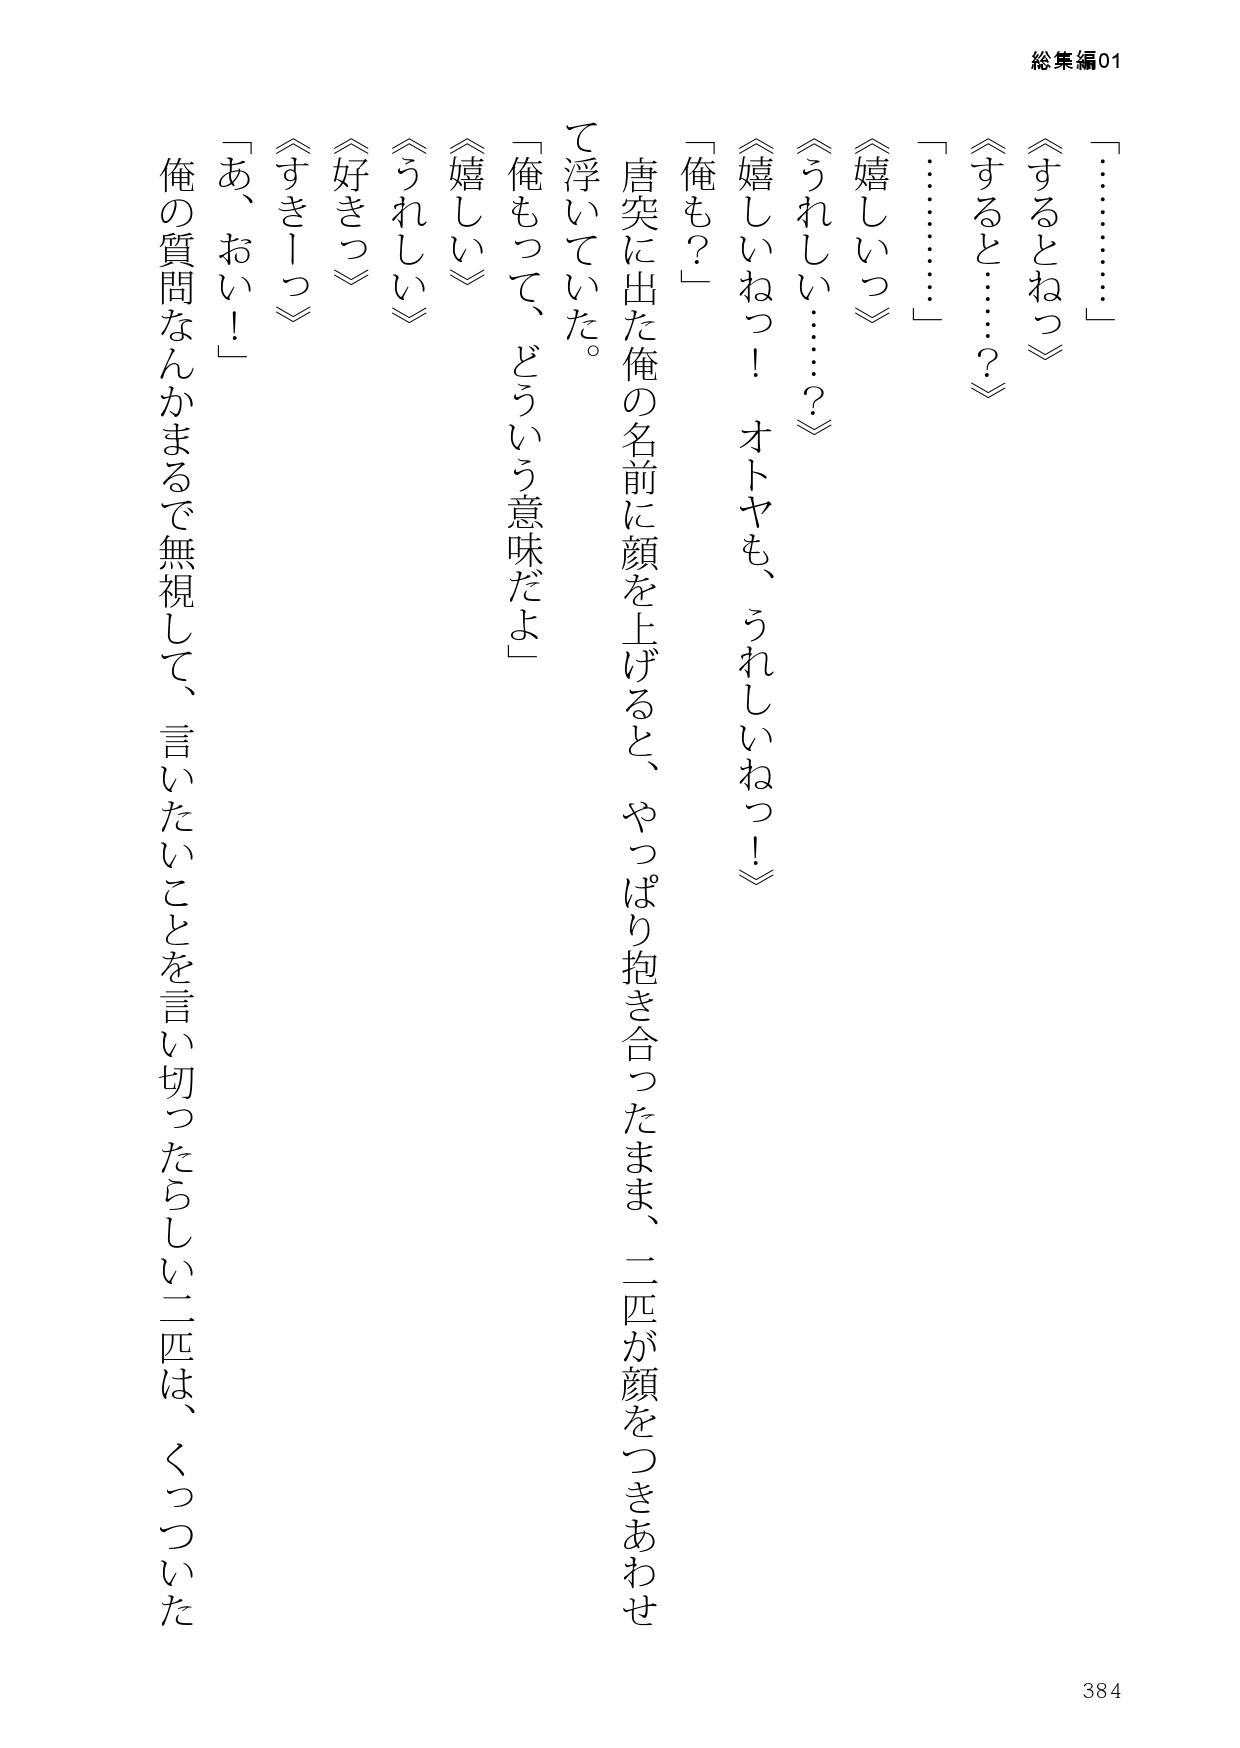 総集編01
「…………」
《するとねっ》
《すると……？》
「…………」
《嬉しいっ》
《うれしい……？》
《嬉しいねっ！　オトヤも、うれしいねっ！》
「俺も？」
　唐突に出た俺の名前に顔を上げると、やっぱり抱き合ったまま、二匹が顔をつきあわせ
て浮いていた。
「俺もって、どういう意味だよ」
《嬉しい》
《うれしい》
《好きっ》
《すきーっ》
「あ、おい！」
　俺の質問なんかまるで無視して、言いたいことを言い切ったらしい二匹は、くっついた
384